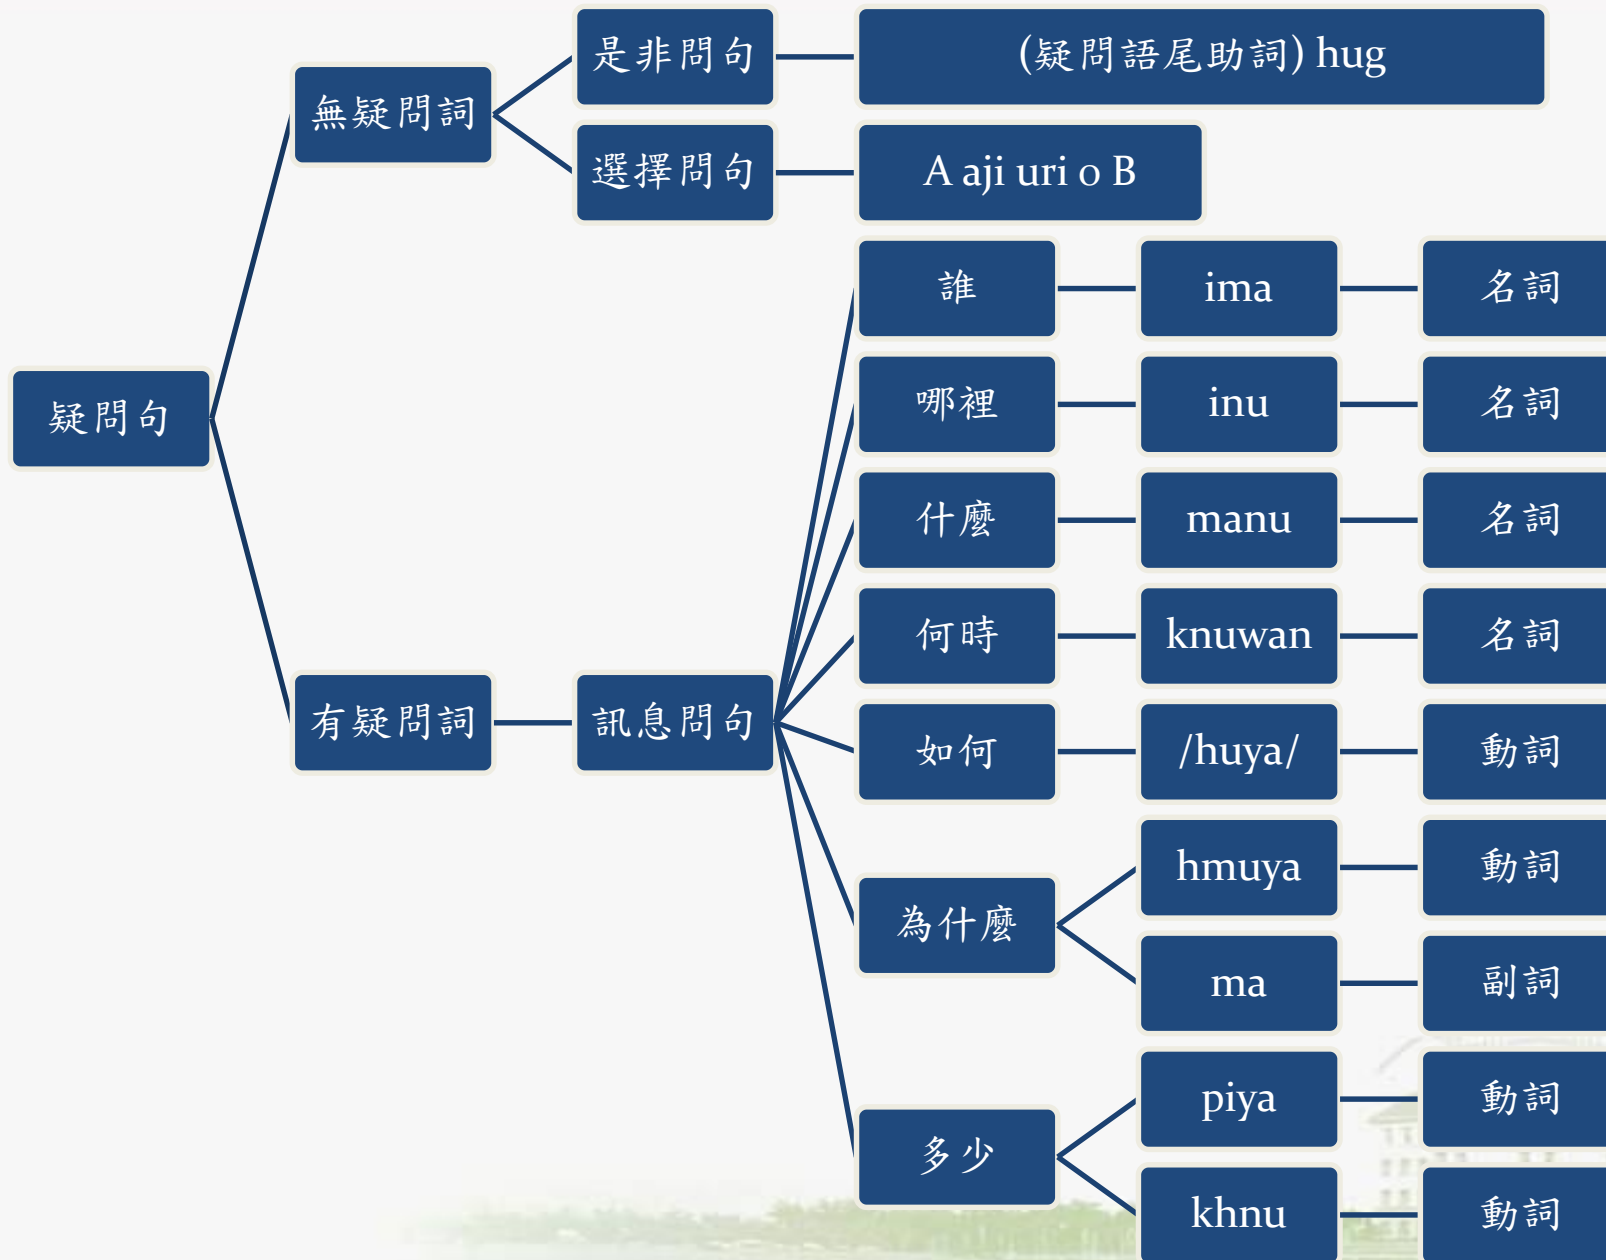 疑問句
無疑問詞
是非問句
(疑問語尾助詞) hug
選擇問句
A aji uri o B
有疑問詞
訊息問句
誰
ima
名詞
哪裡
inu
名詞
什麼
manu
名詞
何時
knuwan
名詞
如何
/huya/
動詞
為什麼
hmuya
動詞
ma
副詞
多少
piya
動詞
khnu
動詞